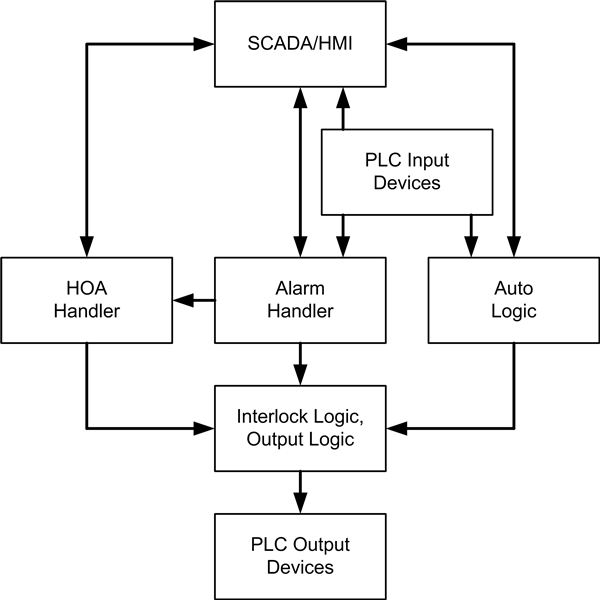 SCADA/HMI
PLC Input
Devices
HOA
Handler
Alarm
Handler
Auto
Logic
Interlock Logic,
Output Logic
PLC Output
Devices